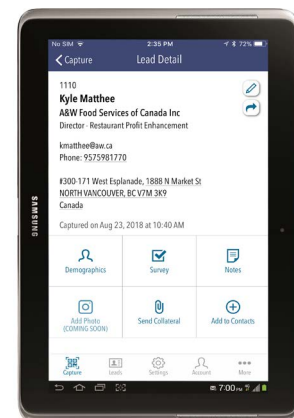 SAMSUNG
No SIM 2:35 PM 72%
Capture Lead Detail
1110
Kyle Matthee
A&W Food Services of Canada Inc
Director - Restaurant Profit Enhancement
kmatthee@aw.ca
Phone: 9575981770
#300-171 West Esplanade, 1888 N Market St
NORTH VANCOUVER, BC V7M 3K9
Canada
Captured on Aug 23, 2018 at 10:40 AM
Demographics Survey Notes
Add Photo Send Collateral Add to Contacts
(COMING SOON)
Capture Leads Settings Account More
7:00 PM